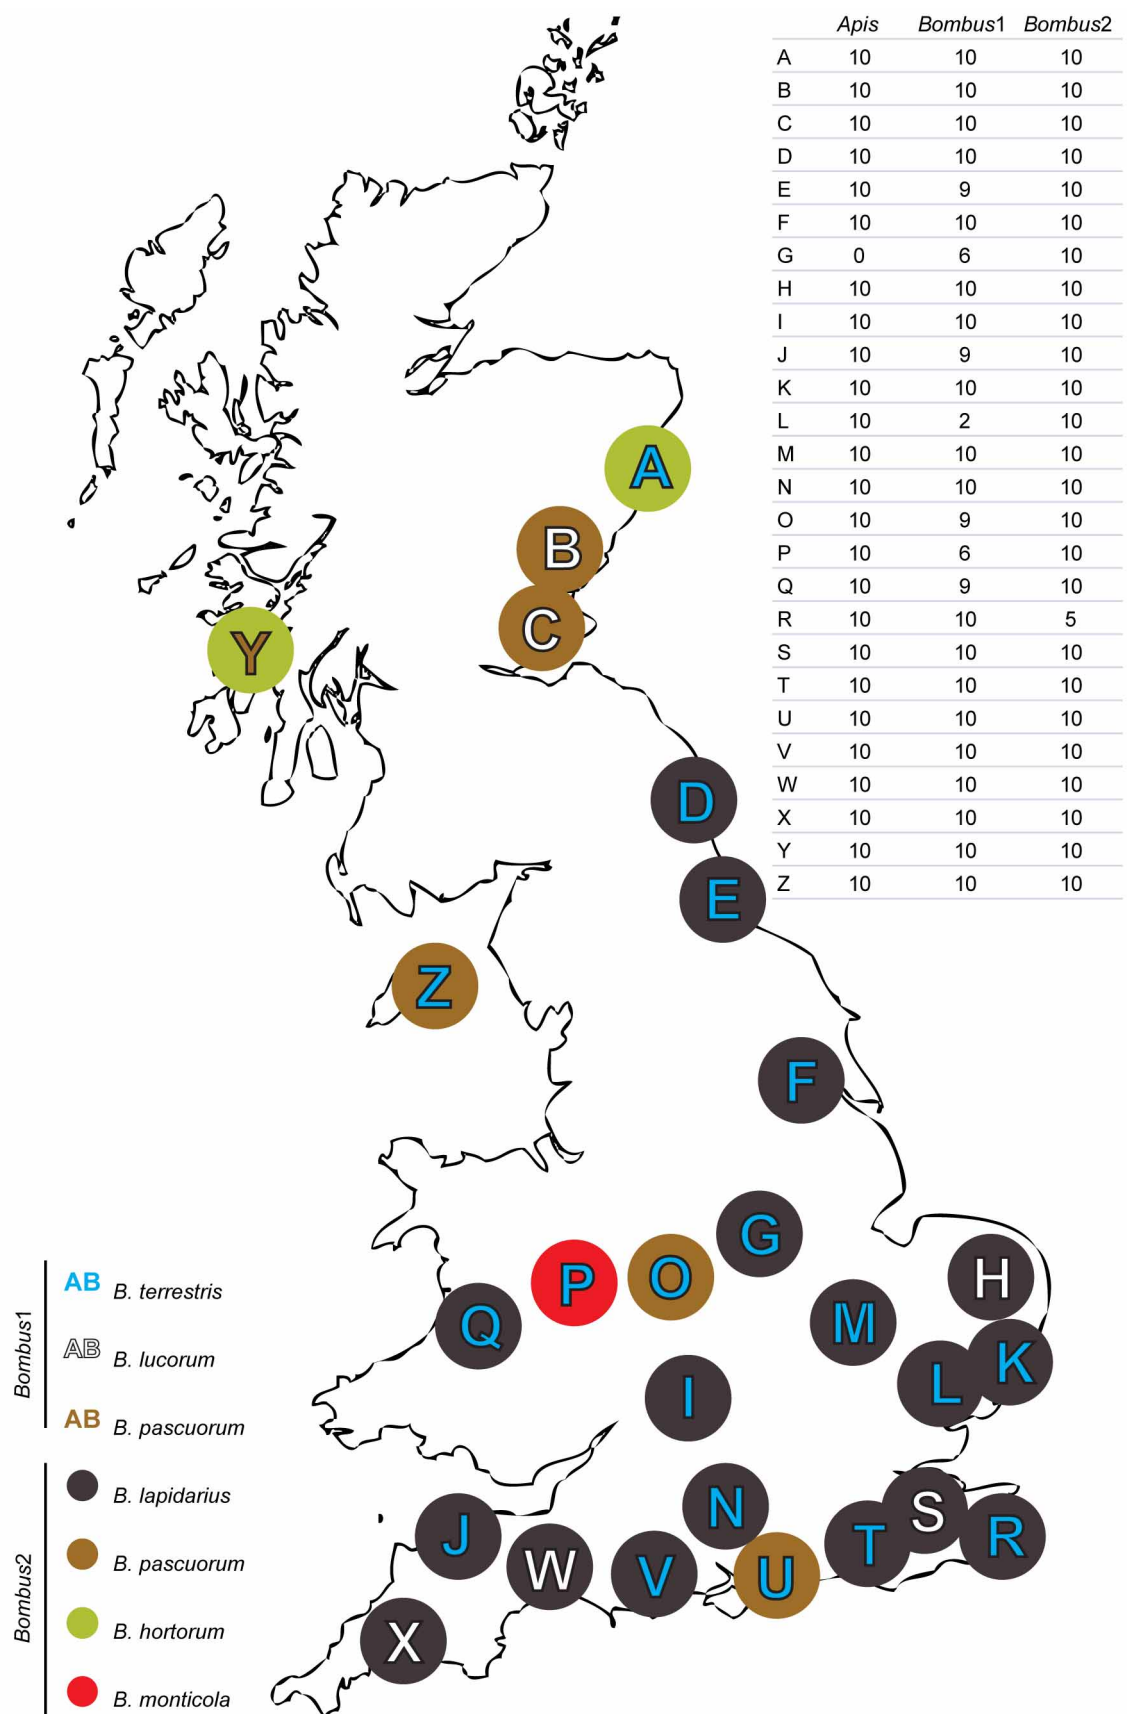 Apis Bombus1 Bombus2
A 10 10 10
B 10 10 10
C 10 10 10
D 10 10 10
E 10 9 10
F 10 10 10
G 0 6 10
H 10 10 10
I 10 10 10
J 10 9 10
K 10 10 10
L 10 2 10
M 10 10 10
N 10 10 10
O 10 9 10
P 10 6 10
Q 10 9 10
R 10 10 5
S 10 10 10
T 10 10 10
U 10 10 10
V 10 10 10
W 10 10 10
X 10 10 10
Y 10 10 10
Z 10 10 10
A
B
C
Y
D
E
Z
F
G
P
O
H
Q
M
K
L
I
N
S
J
T
R
W
V
U
X
Bombus1
AB B. terrestris
AB B. lucorum
AB B. pascuorum
Bombus2
B. lapidarius
B. pascuorum
B. hortorum
B. monticola